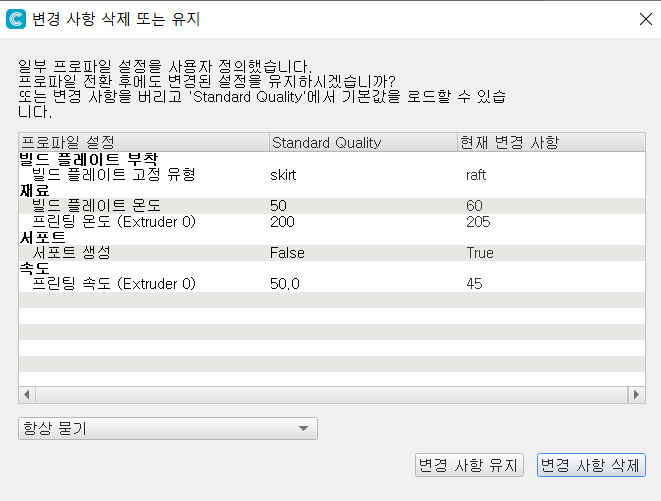 변경 사항 삭제 또는 유지
일부 프로파일 설정을 사용자 정의했습니다.
프로파일 전환 후에도 변경된 설정을 유지하시겠습니까?
또는 변경 사항을 버리고 'Standard Quality'에서 기본값을 로드할 수 있습
니다.
프로파일 설정 Standard Quality 현재 변경 사항
빌드 플레이트 부착
빌드 플레이트 고정 유형 skirt raft
재료
빌드 플레이트 온도 50 60
프린팅 온도 (Extruder 0) 200 205
서포트
서포트 생성 False True
속도
프린팅 속도 (Extruder 0) 50.0 45
항상 묻기
변경 사항 유지 변경 사항 삭제